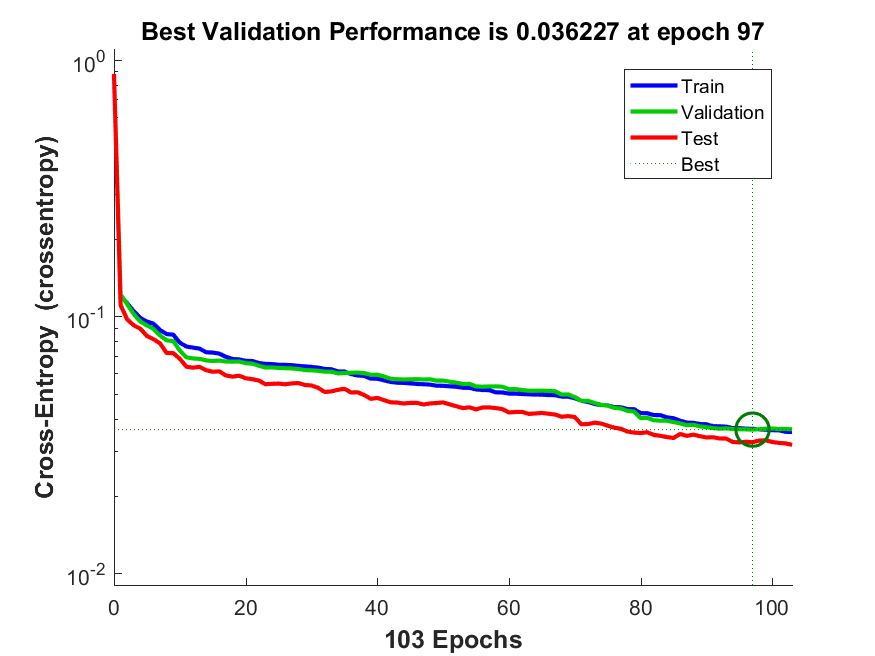 Best Validation Performance is 0.036227 at epoch 97
10^0
10^-1
10^-2
Cross-Entropy (crossentropy)
Train
Validation
Test
Best
0 20 40 60 80 100
103 Epochs